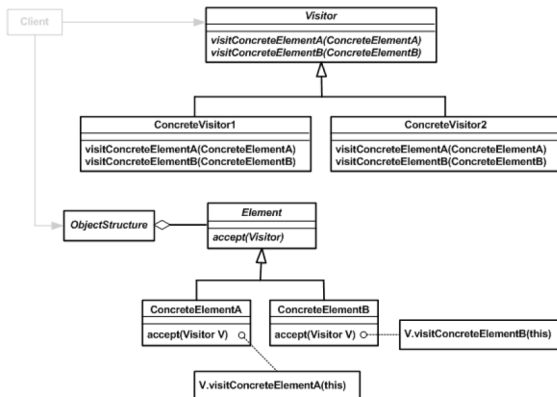 Client
Visitor
visitConcreteElementA(ConcreteElementA)
visitConcreteElementB(ConcreteElementB)
ConcreteVisitor1
visitConcreteElementA(ConcreteElementA)
visitConcreteElementB(ConcreteElementB)
ConcreteVisitor2
visitConcreteElementA(ConcreteElementA)
visitConcreteElementB(ConcreteElementB)
ObjectStructure
Element
accept(Visitor)
ConcreteElementA
accept(Visitor V)
ConcreteElementB
accept(Visitor V)
V.visitConcreteElementB(this)
V.visitConcreteElementA(this)